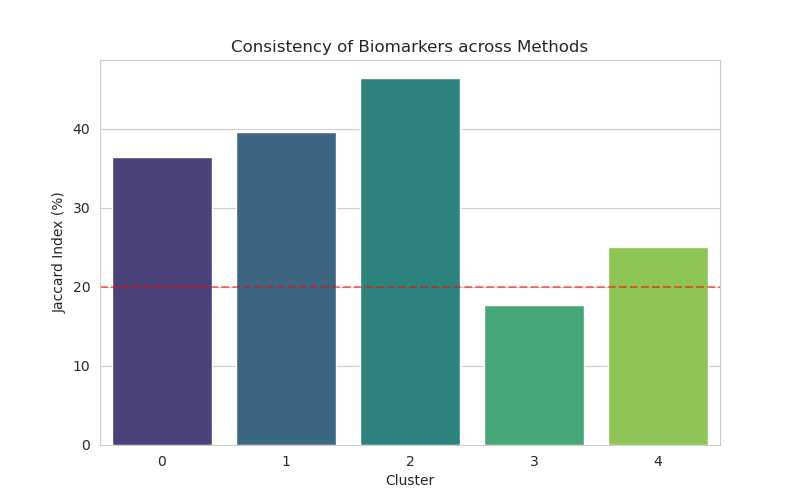 Consistency of Biomarkers across Methods
Jaccard Index (%)
40
30
20
10
0
0 1 2 3 4
Cluster